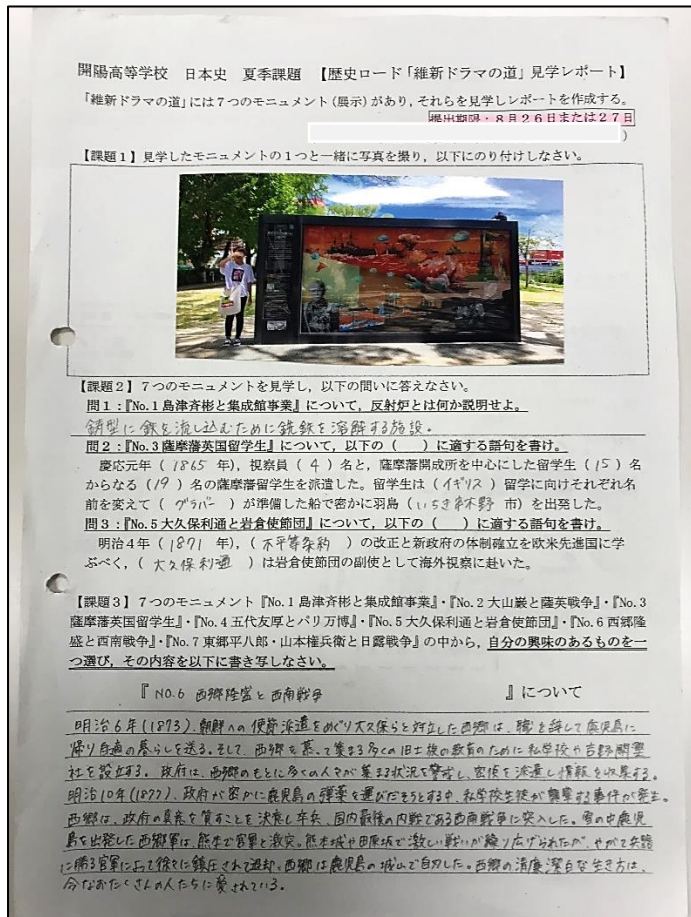 開陽高等学校 日本史 夏季課題 【歴史ロード「維新ドラマの道」見学レポート】
「維新ドラマの道」には7つのモニュメント(展示)があり,それらを見学しレポートを作成する。
提出期限:8月26日または27日
)
【課題1】見学したモニュメントの1つと一緒に写真を撮り,以下にのり付けしなさい。
【課題2】7つのモニュメントを見学し,以下の問いに答えなさい。
問1:『No.1島津斉彬と集成館事業』について,反射炉とは何か説明せよ。
鋳型に鉄を流し込むために銑鉄を溶解する施設。
問2:『No.3薩摩藩英国留学生』について,以下の( )に適する語句を書け。
慶応元年(1865年),視察員(4)名と,薩摩藩開成所を中心にした留学生(15)名
からなる(19)名の薩摩藩留学生を派遣した。留学生は(イギリス)留学に向けそれぞれ名
前を変えて(グラバー)が準備した船で密かに羽島(いちき串木野市)を出発した。
問3:『No.5大久保利通と岩倉使節団』について,以下の( )に適する語句を書け。
明治4年(1871年),(不平等条約)の改正と新政府の体制確立を欧米先進国に学
ぶべく,(大久保利通)は岩倉使節団の副使として海外視察に赴いた。
【課題3】7つのモニュメント『No.1島津斉彬と集成館事業』・『No.2大山巌と薩英戦争』・『No.3
薩摩藩英国留学生』・『No.4五代友厚とパリ万博』・『No.5大久保利通と岩倉使節団』・『No.6西郷隆
盛と西南戦争』・『No.7東郷平八郎・山本権兵衛と日露戦争』の中から,自分の興味のあるものを一
つ選び,その内容を以下に書き写しなさい。
『NO.6 西郷隆盛と西南戦争』について
明治6年(1873),朝鮮への使節派遣をめぐり大久保らと対立した西郷は、職を辞して鹿児島に
帰り自適の暮らしを送る。そして、西郷を慕って集まる多くの旧士族の教育のために私学校や吉野開墾
社を設立する。政府は、西郷のもとに多くの人々が集まる状況を警戒し、密偵を派遣し情報を収集する。
明治10年(1877)、政府が密かに鹿児島の弾薬を運びだそうとする中、私学校生徒が襲撃する事件が発生。
西郷は、政府の真意を質すことを決意し率兵、国内最後の内戦である西南戦争に突入した。雪の中鹿児
島を出発した西郷軍は、熊本で官軍と激突。熊本城や田原坂で激しい戦いが繰り広げられたが、やがて兵器
に勝る官軍によって徐々に鎮圧されて退却。西郷は鹿児島の城山で自刃した。西郷の清廉潔白な生き方は、
今なおたくさんの人たちに愛されている。